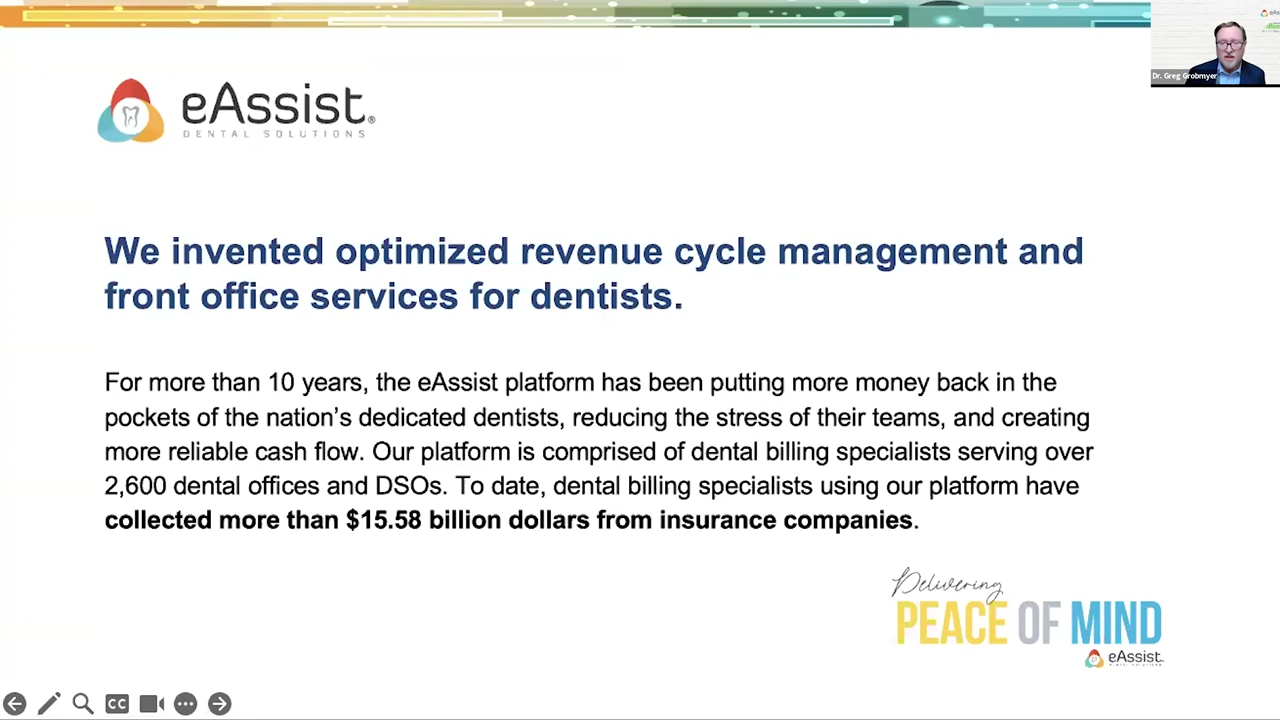 eAssist
Dr. Greg Grobmyer
eAssist®
DENTAL SOLUTIONS
We invented optimized revenue cycle management and
front office services for dentists.
For more than 10 years, the eAssist platform has been putting more money back in the
pockets of the nation’s dedicated dentists, reducing the stress of their teams, and creating
more reliable cash flow. Our platform is comprised of dental billing specialists serving over
2,600 dental offices and DSOs. To date, dental billing specialists using our platform have
collected more than $15.58 billion dollars from insurance companies.
Delivering
PEACE OF MIND
eAssist
DENTAL SOLUTIONS
CC